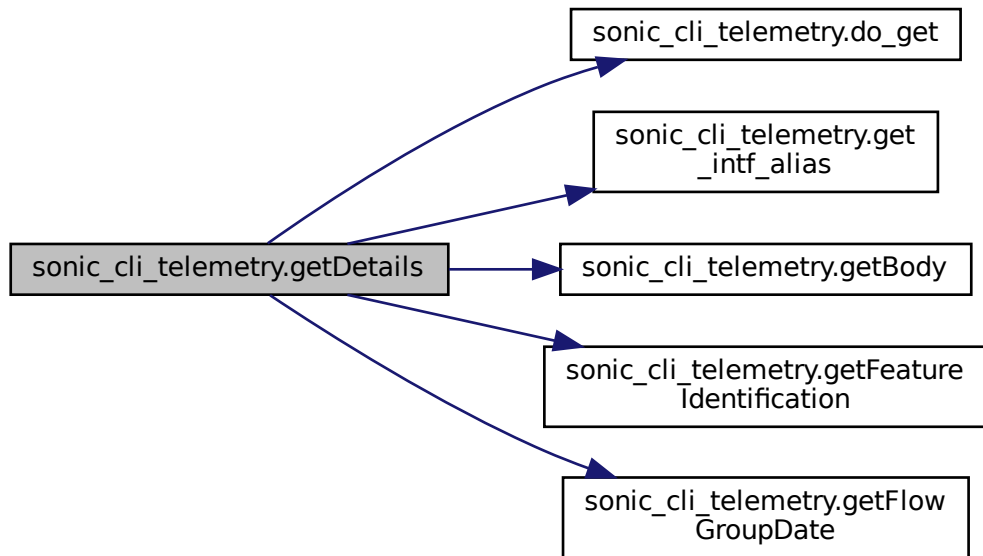 sonic_cli_telemetry.do_get
sonic_cli_telemetry.get
_intf_alias
sonic_cli_telemetry.getDetails
sonic_cli_telemetry.getBody
sonic_cli_telemetry.getFeature
Identification
sonic_cli_telemetry.getFlow
GroupDate